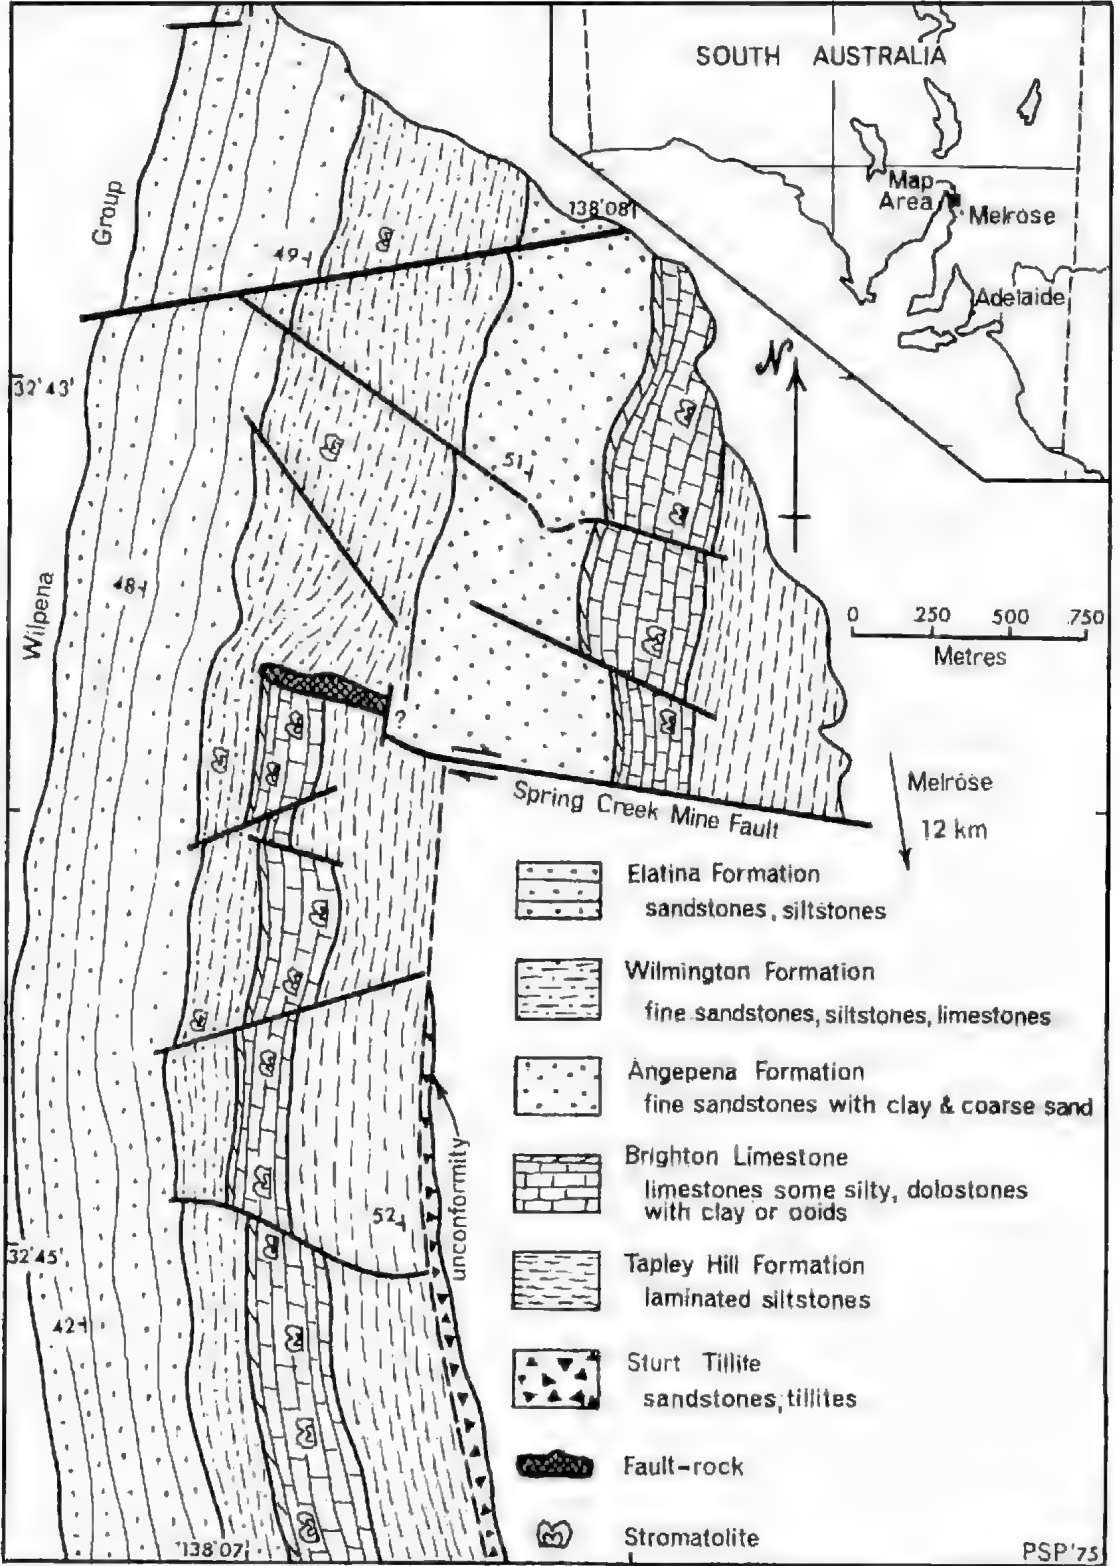 SOUTH AUSTRALIA
Map
Area
Melrose
Adelaide
138°08'
Group
49
32°43'
N
51
48
Wilpena
0 250 500 750
Metres
?
Spring Creek Mine Fault
Melrose
12 km
Elatina Formation
sandstones, siltstones
Wilmington Formation
fine sandstones, siltstones, limestones
Angepena Formation
fine sandstones with clay & coarse sand
Brighton Limestone
limestones some silty, dolostones
with clay or ooids
unconformity
52
32°45'
Tapley Hill Formation
laminated siltstones
42
Sturt Tillite
sandstones, tillites
Fault-rock
Stromatolite
138°07'
PSP'75